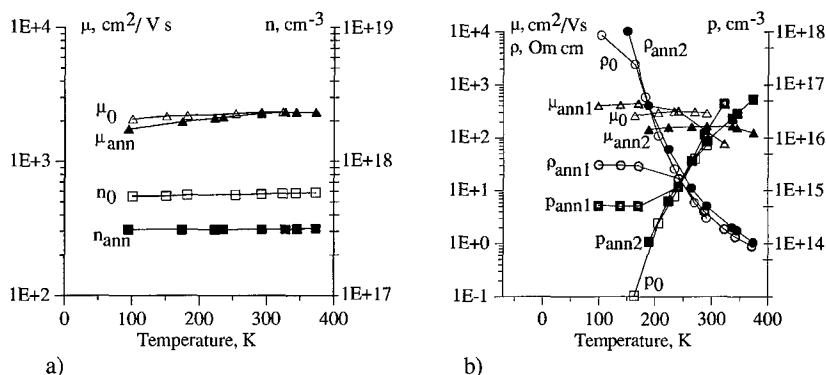 μ, cm²/ V s
n, cm⁻³
1E+4
1E+3
1E+2
1E+19
1E+18
1E+17
μ₀
μann
n₀
nann
0
100
200
300
400
Temperature, K
a)
μ, cm²/Vs
ρ, Om cm
p, cm⁻³
1E+4
1E+3
1E+2
1E+1
1E+0
1E-1
1E+18
1E+17
1E+16
1E+15
1E+14
ρ₀
ρann2
μann1
μ₀
μann2
ρann1
pann1
pann2
p₀
0
100
200
300
400
Temperature, K
b)